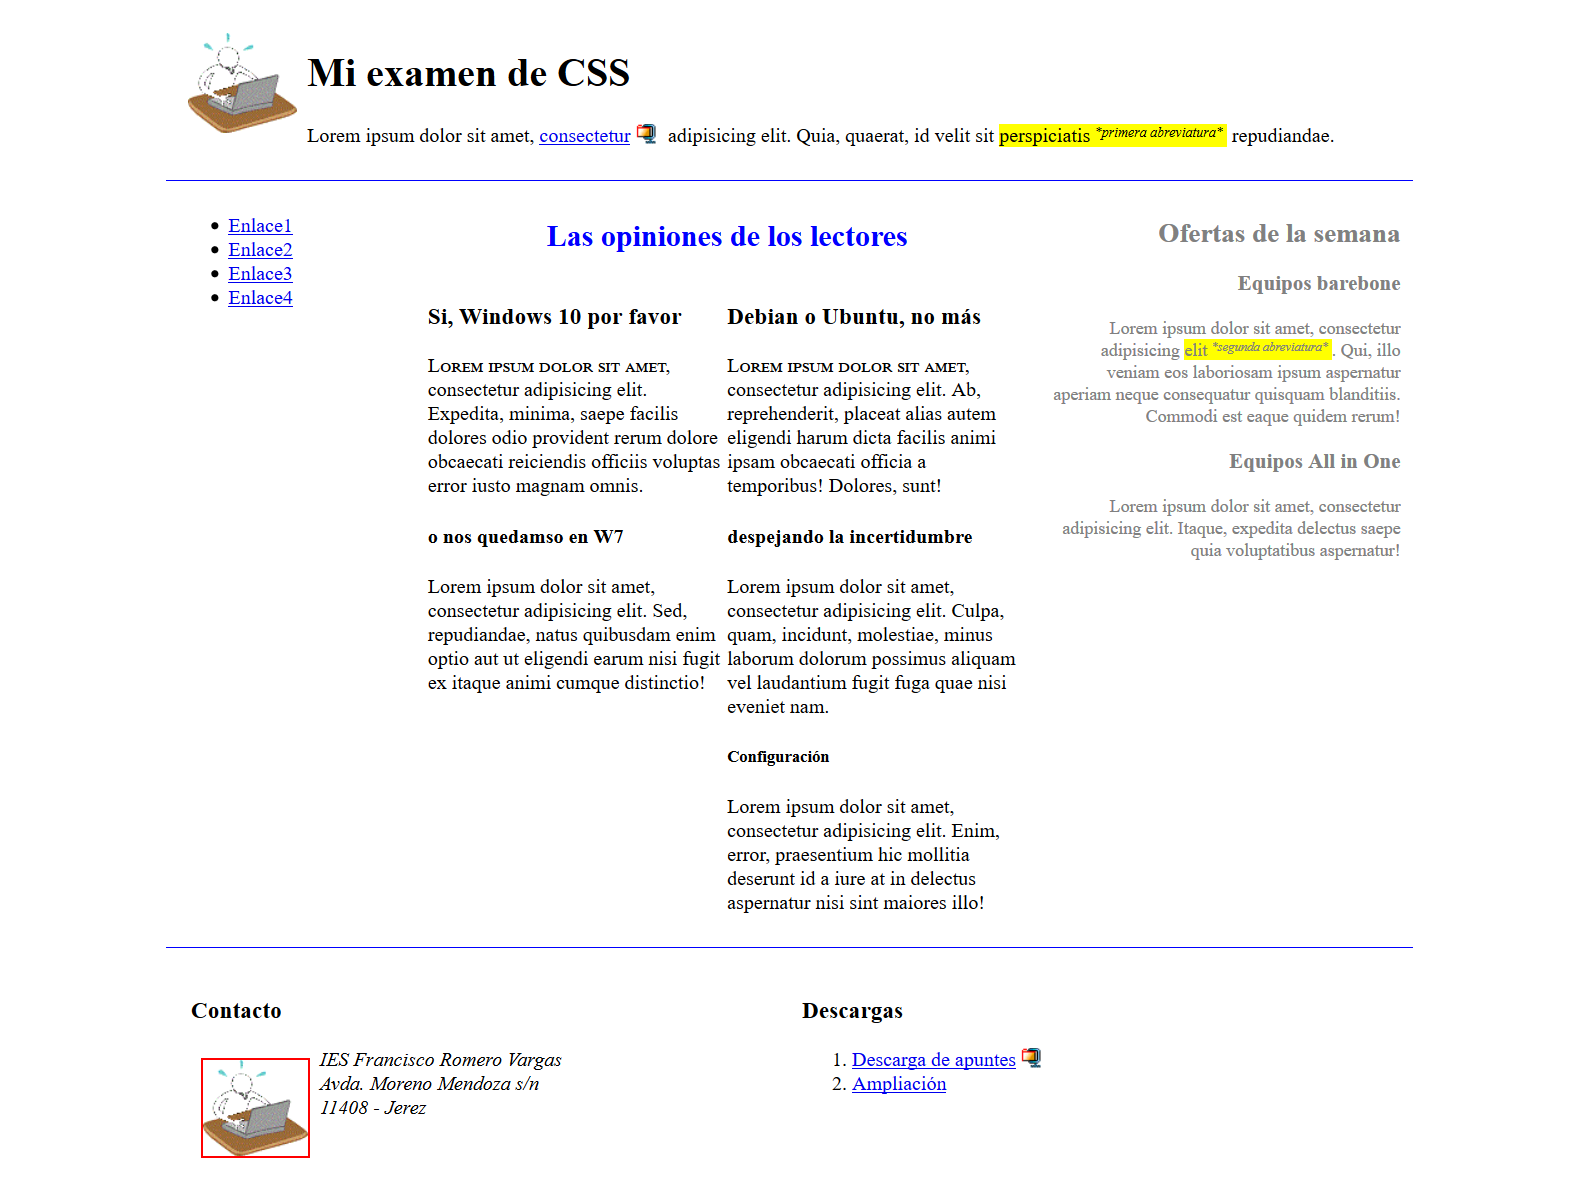 Mi examen de CSS
Lorem ipsum dolor sit amet, consectetur adipisicing elit. Quia, quaerat, id velit sit perspiciatis *primera abreviatura* repudiandae.
• Enlace1
• Enlace2
• Enlace3
• Enlace4
Las opiniones de los lectores
Si, Windows 10 por favor
Lorem ipsum dolor sit amet,
consectetur adipisicing elit.
Expedita, minima, saepe facilis
dolores odio provident rerum dolore
obcaecati reiciendis officiis voluptas
error iusto magnam omnis.
o nos quedamso en W7
Lorem ipsum dolor sit amet,
consectetur adipisicing elit. Sed,
repudiandae, natus quibusdam enim
optio aut ut eligendi earum nisi fugit
ex itaque animi cumque distinctio!
Debian o Ubuntu, no más
Lorem ipsum dolor sit amet,
consectetur adipisicing elit. Ab,
reprehenderit, placeat alias autem
eligendi harum dicta facilis animi
ipsam obcaecati officia a
temporibus! Dolores, sunt!
despejando la incertidumbre
Lorem ipsum dolor sit amet,
consectetur adipisicing elit. Culpa,
quam, incidunt, molestiae, minus
laborum dolorum possimus aliquam
vel laudantium fugit fuga quae nisi
eveniet nam.
Configuración
Lorem ipsum dolor sit amet,
consectetur adipisicing elit. Enim,
error, praesentium hic mollitia
deserunt id a iure at in delectus
aspernatur nisi sint maiores illo!
Ofertas de la semana
Equipos barebone
Lorem ipsum dolor sit amet, consectetur
adipisicing elit *segunda abreviatura* . Qui, illo
veniam eos laboriosam ipsum aspernatur
aperiam neque consequatur quisquam blanditiis.
Commodi est eaque quidem rerum!
Equipos All in One
Lorem ipsum dolor sit amet, consectetur
adipisicing elit. Itaque, expedita delectus saepe
quia voluptatibus aspernatur!
Contacto
IES Francisco Romero Vargas
Avda. Moreno Mendoza s/n
11408 - Jerez
Descargas
1. Descarga de apuntes
2. Ampliación